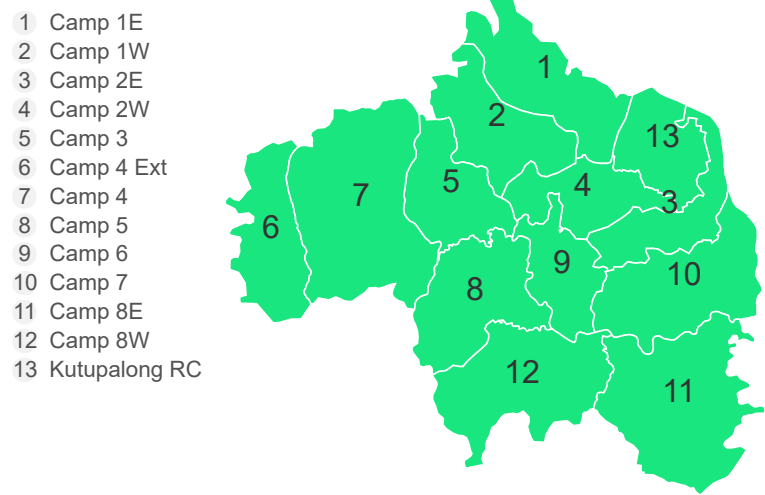 1 Camp 1E
2 Camp 1W
3 Camp 2E
4 Camp 2W
5 Camp 3
6 Camp 4 Ext
7 Camp 4
8 Camp 5
9 Camp 6
10 Camp 7
11 Camp 8E
12 Camp 8W
13 Kutupalong RC
1
2
13
5
4
7
3
6
9
10
8
12
11